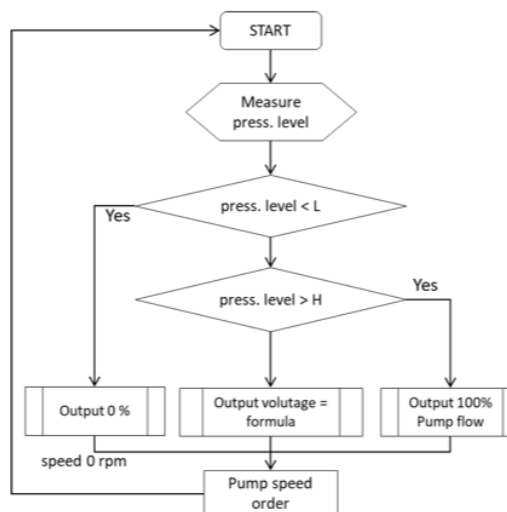 START
Measure
press. level
press. level < L
Yes
press. level > H
Yes
Output 0 %
Output volutage =
formula
Output 100%
Pump flow
speed 0 rpm
Pump speed
order